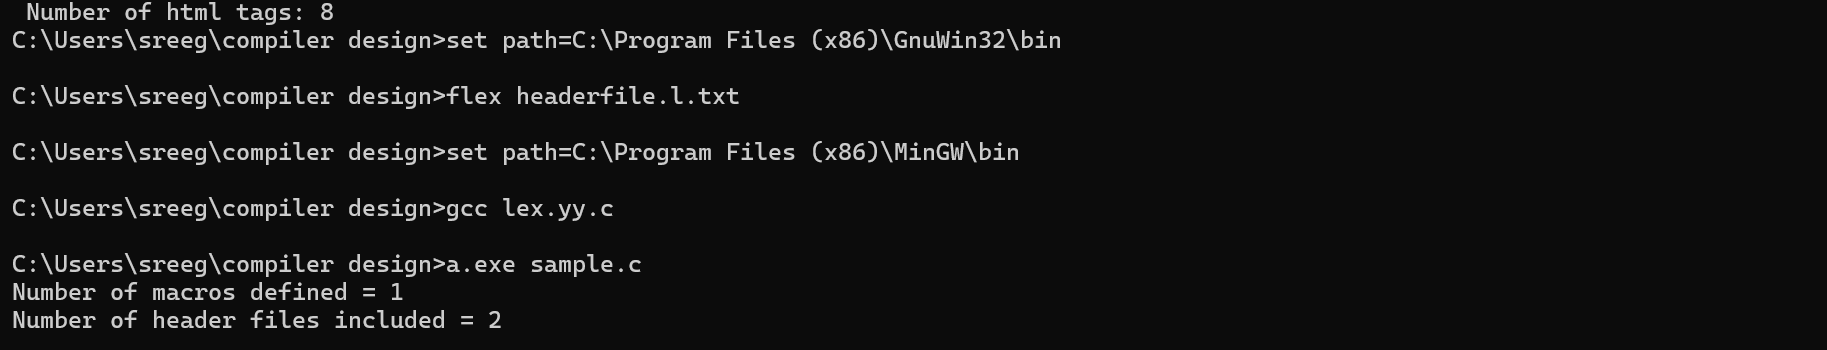 Number of html tags: 8
C:\Users\sreeg\compiler design>set path=C:\Program Files (x86)\GnuWin32\bin
C:\Users\sreeg\compiler design>flex headerfile.l.txt
C:\Users\sreeg\compiler design>set path=C:\Program Files (x86)\MinGW\bin
C:\Users\sreeg\compiler design>gcc lex.yy.c
C:\Users\sreeg\compiler design>a.exe sample.c
Number of macros defined = 1
Number of header files included = 2